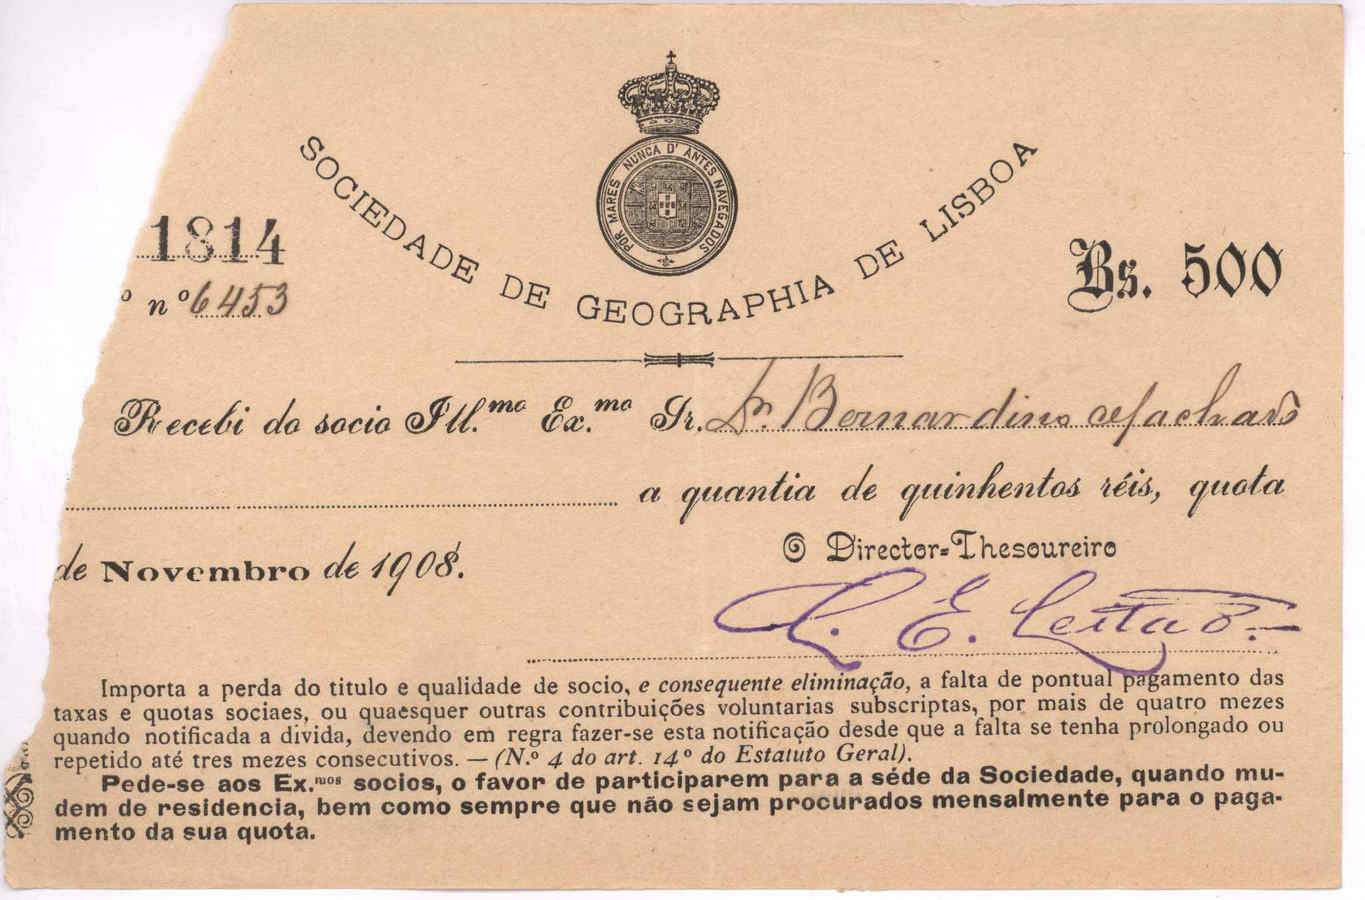 POR MARES NUNCA D' ANTES NAVEGADOS
SOCIEDADE DE GEOGRAPHIA DE LISBOA
1814
º nº 6453
Rs. 500
Recebi do socio Ill.mo Ex.mo Sr. Dr. Bernardino Machado
a quantia de quinhentos réis, quota
de Novembro de 1908.
O Director-Thesoureiro
E. Leitão.
Importa a perda do titulo e qualidade de socio, e consequente eliminação, a falta de pontual pagamento das
taxas e quotas sociaes, ou quaesquer outras contribuições voluntarias subscriptas, por mais de quatro mezes
quando notificada a divida, devendo em regra fazer-se esta notificação desde que a falta se tenha prolongado ou
repetido até tres mezes consecutivos. — (N.º 4 do art. 14º do Estatuto Geral).
Pede-se aos Ex.mos socios, o favor de participarem para a séde da Sociedade, quando mu-
dem de residencia, bem como sempre que não sejam procurados mensalmente para o paga-
mento da sua quota.